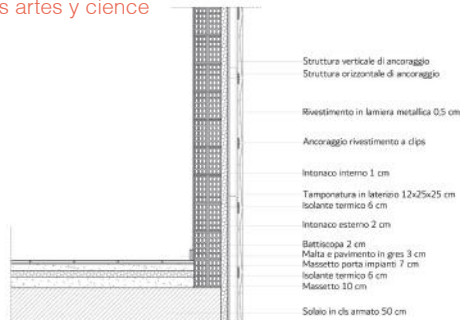 s artes y cience
Struttura verticale di ancoraggio
Struttura orizzontale di ancoraggio
Rivestimento in lamiera metallica 0,5 cm
Ancoraggio rivestimento a clips
Intonaco interno 1 cm
Tamponatura in laterizio 12x25x25 cm
Isolante termico 6 cm
Intonaco esterno 2 cm
Battiscopa 2 cm
Malta e pavimento in gres 3 cm
Massetto porta impianti 7 cm
Isolante termico 6 cm
Massetto 10 cm
Solaio in cls armato 50 cm